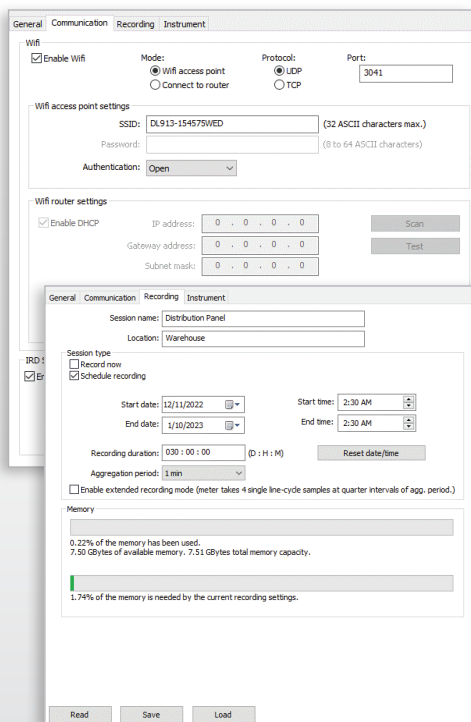 General Communication Recording Instrument
Wifi
Enable Wifi
Mode:
Wifi access point
Connect to router
Protocol:
UDP
TCP
Port:
3041
Wifi access point settings
SSID: DL913-154575WED (32 ASCII characters max.)
Password: (8 to 64 ASCII characters)
Authentication: Open
Wifi router settings
Enable DHCP
IP address: 0 . 0 . 0 . 0
Gateway address: 0 . 0 . 0 . 0
Subnet mask: 0 . 0 . 0 . 0
Scan
Test
IRD
General Communication Recording Instrument
Session name: Distribution Panel
Location: Warehouse
Session type
Record now
Schedule recording
Start date: 12/11/2022 Start time: 2:30 AM
End date: 1/10/2023 End time: 2:30 AM
Recording duration: 030 : 00 : 00 (D : H : M) Reset date/time
Aggregation period: 1 min
Enable extended recording mode (meter takes 4 single line-cycle samples at quarter intervals of agg. period.)
Memory
0.22% of the memory has been used.
7.50 GBytes of available memory. 7.51 GBytes total memory capacity.
1.74% of the memory is needed by the current recording settings.
Read Save Load